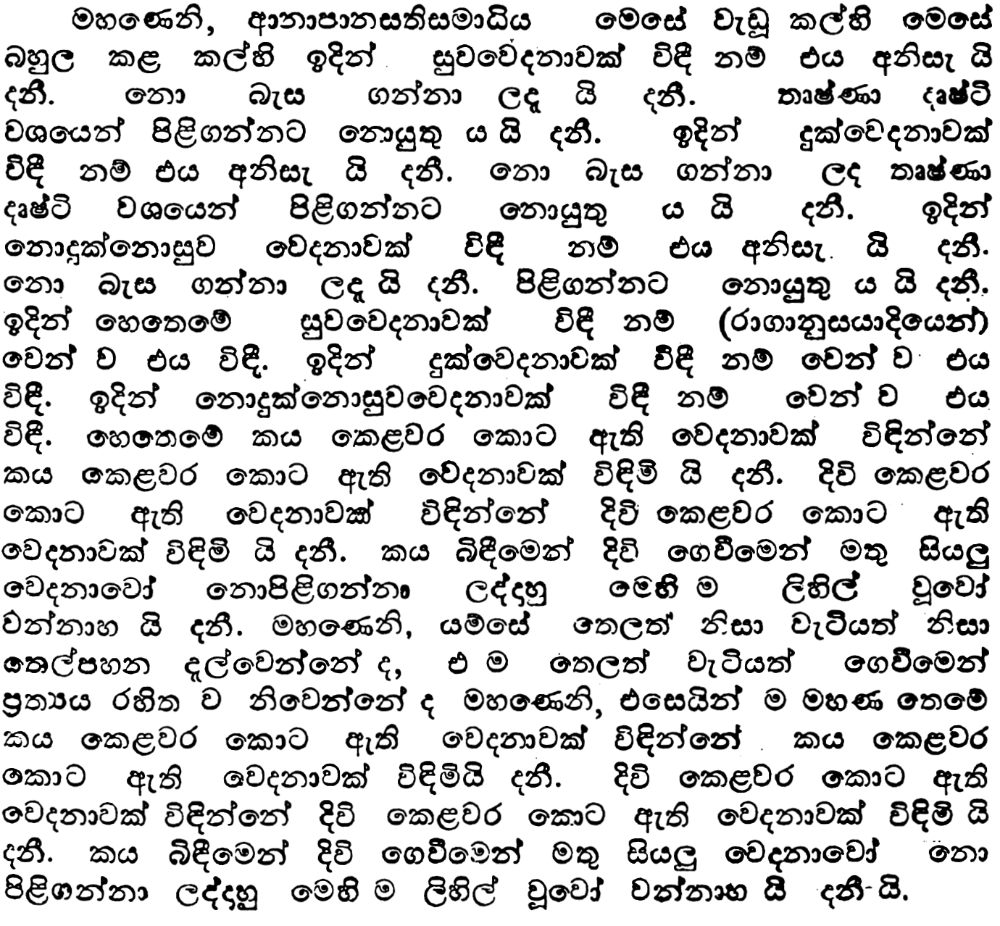 මහණෙනි, ආනාපානසතිසමාධිය මෙසේ වැඩූ කල්හි මෙසේ
බහුල කළ කල්හි ඉදින් සුවවෙදනාවක් විඳී නම් එය අනිසැ යි
දනී. නො බැස ගන්නා ලදැ යි දනී. තෘෂ්ණා දෘෂ්ටි
වශයෙන් පිළිගන්නට නොයුතු ය යි දනී. ඉදින් දුක්වෙදනාවක්
විඳී නම් එය අනිසැ යි දනී. නො බැස ගන්නා ලද තෘෂ්ණා
දෘෂ්ටි වශයෙන් පිළිගන්නට නොයුතු ය යි දනී. ඉදින්
නොදුක්නොසුව වෙදනාවක් විඳී නම් එය අනිසැ යි දනී.
නො බැස ගන්නා ලදැ යි දනී. පිළිගන්නට නොයුතු ය යි දනී.
ඉදින් හෙතෙමේ සුවවෙදනාවක් විඳී නම් (රාගානුසයාදියෙන්)
වෙන් ව එය විඳී. ඉදින් දුක්වෙදනාවක් විඳී නම් වෙන් ව එය
විඳී. ඉදින් නොදුක්නොසුවවෙදනාවක් විඳී නම් වෙන් ව එය
විඳී. හෙතෙමේ කය කෙළවර කොට ඇති වෙදනාවක් විඳින්නේ
කය කෙළවර කොට ඇති වේදනාවක් විඳිමි යි දනී. දිවි කෙළවර
කොට ඇති වෙදනාවක් විඳින්නේ දිවි කෙළවර කොට ඇති
වෙදනාවක් විඳිමි යි දනී. කය බිඳීමෙන් දිවි ගෙවීමෙන් මතු සියලු
වෙදනාවෝ නොපිළිගන්නා ලද්දාහු මෙහි ම ලිහිල් වූවෝ
වන්නාහ යි දනී. මහණෙනි, යම්සේ තෙලත් නිසා වැටියත් නිසා
තෙල්පහන දැල්වෙන්නේ ද, එ ම තෙලත් වැටියත් ගෙවීමෙන්
ප්‍රත්‍යය රහිත ව නිවෙන්නේ ද මහණෙනි, එසෙයින් ම මහණ තෙමේ
කය කෙළවර කොට ඇති වෙදනාවක් විඳින්නේ කය කෙළවර
කොට ඇති වෙදනාවක් විඳිමියි දනී. දිවි කෙළවර කොට ඇති
වෙදනාවක් විඳින්නේ දිවි කෙළවර කොට ඇති වෙදනාවක් විඳිමි යි
දනී. කය බිඳීමෙන් දිවි ගෙවීමෙන් මතු සියලු වෙදනාවෝ නො
පිළිගන්නා ලද්දාහු මෙහි ම ලිහිල් වූවෝ වන්නාහ යි දනී-යි.